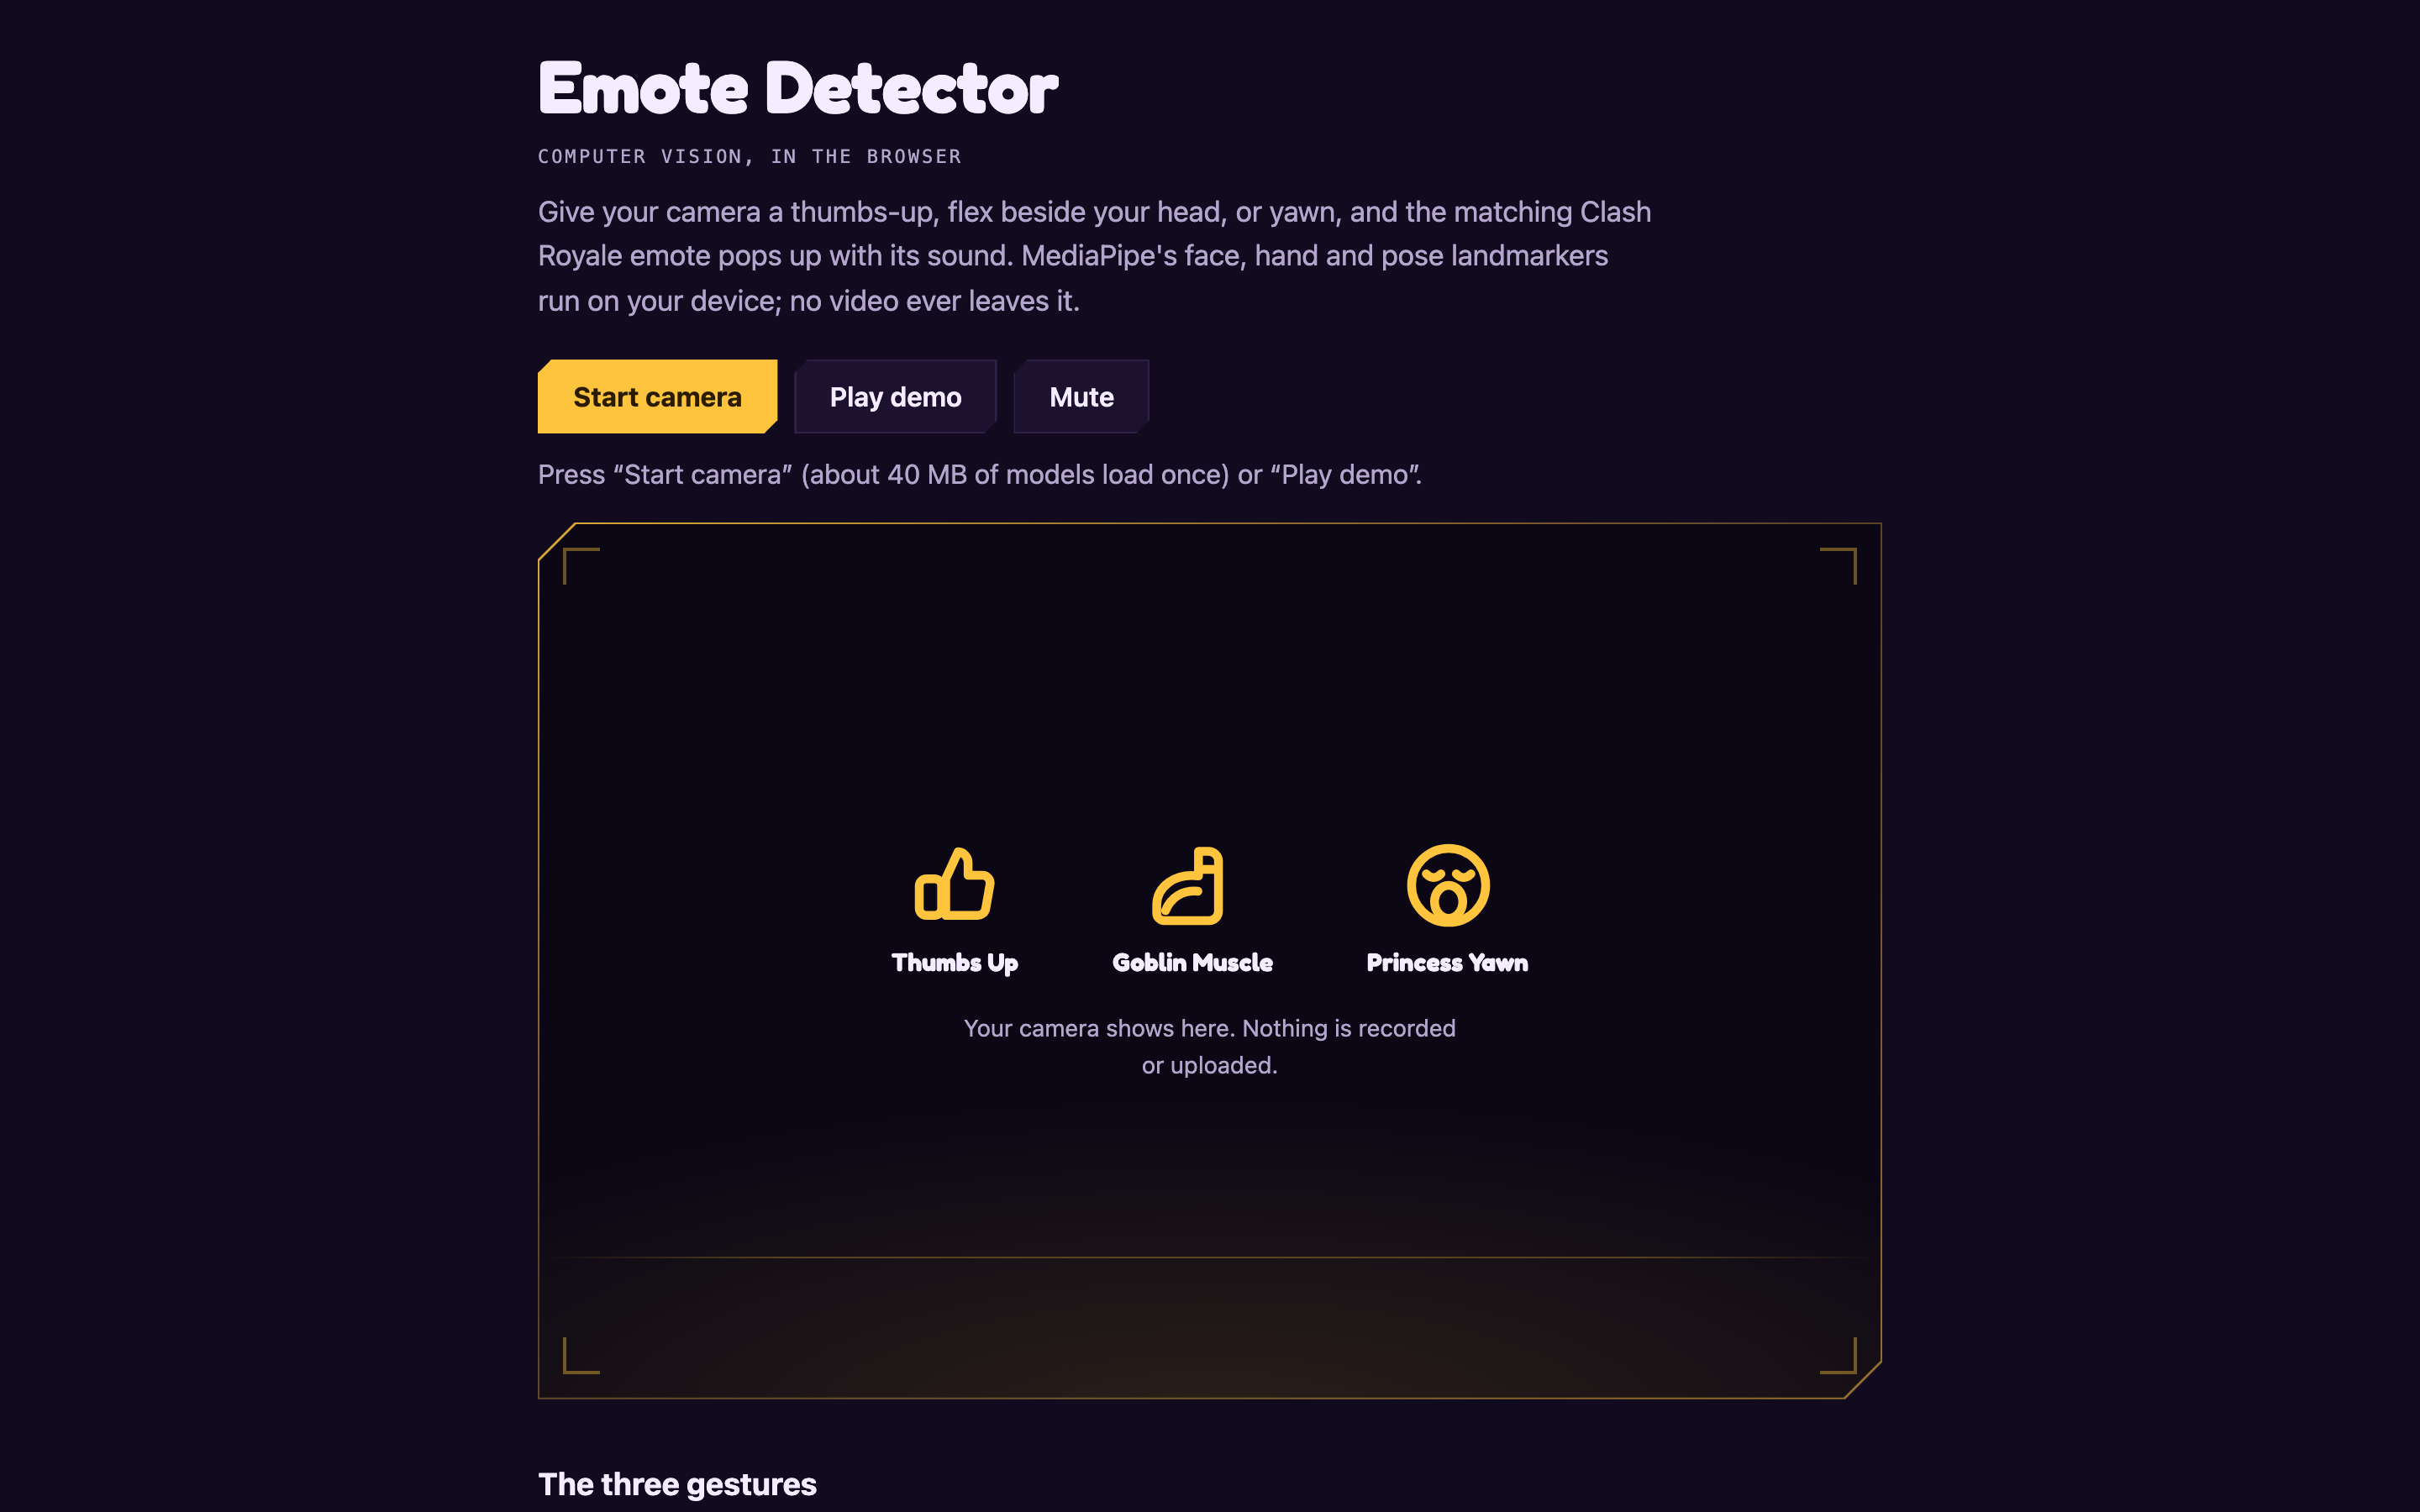 Emote Detector
COMPUTER VISION, IN THE BROWSER
Give your camera a thumbs-up, flex beside your head, or yawn, and the matching Clash
Royale emote pops up with its sound. MediaPipe's face, hand and pose landmarkers
run on your device; no video ever leaves it.
Start camera
Play demo
Mute
Press “Start camera” (about 40 MB of models load once) or “Play demo”.
Thumbs Up
Goblin Muscle
Princess Yawn
Your camera shows here. Nothing is recorded
or uploaded.
The three gestures